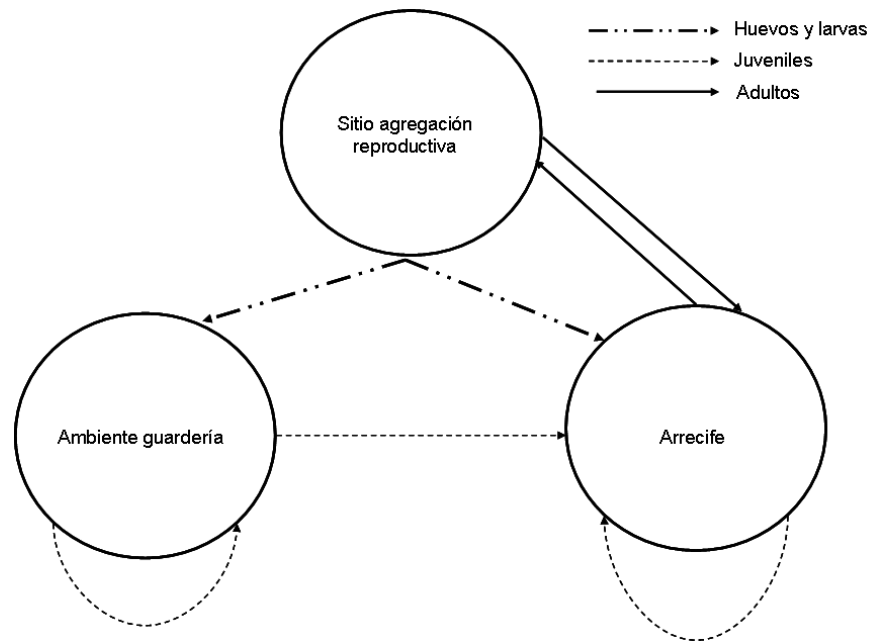 Huevos y larvas
Juveniles
Adultos
Sitio agregación
reproductiva
Ambiente guardería
Arrecife